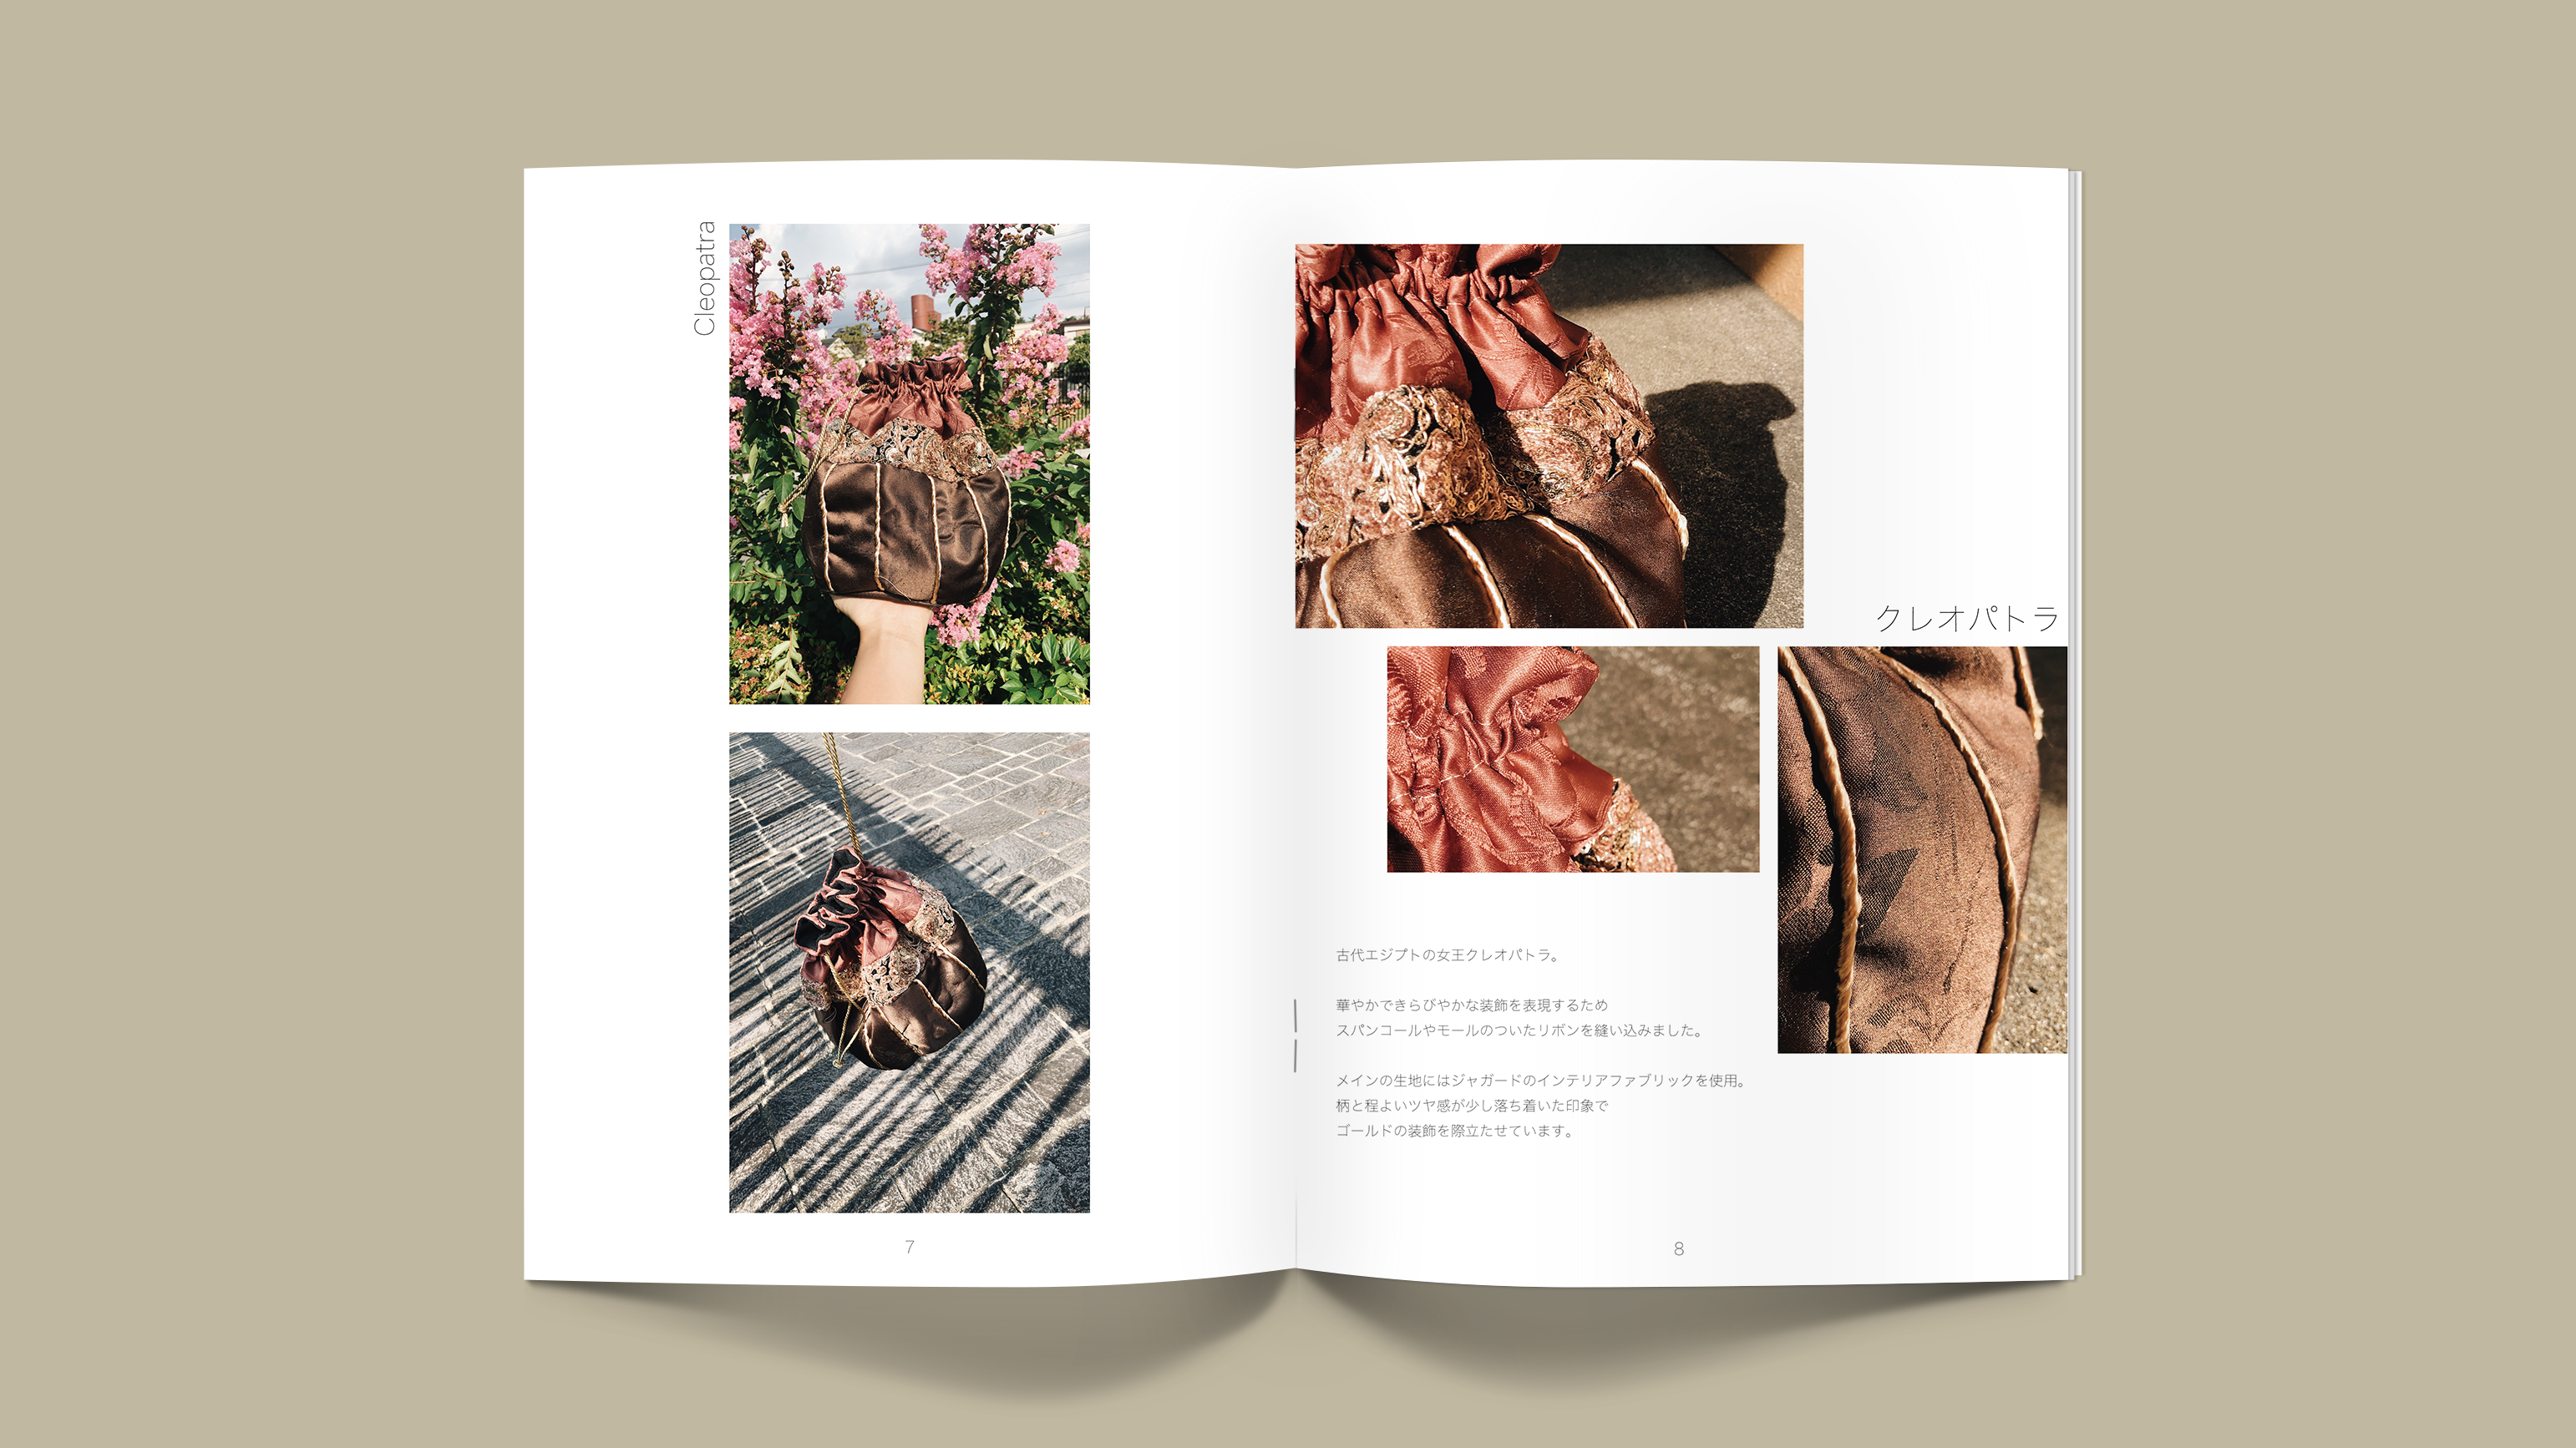 Cleopatra
7
クレオパトラ
古代エジプトの女王クレオパトラ。
華やかできらびやかな装飾を表現するため
スパンコールやモールのついたリボンを縫い込みました。
メインの生地にはジャガードのインテリアファブリックを使用。
柄と程よいツヤ感が少し落ち着いた印象で
ゴールドの装飾を際立たせています。
8